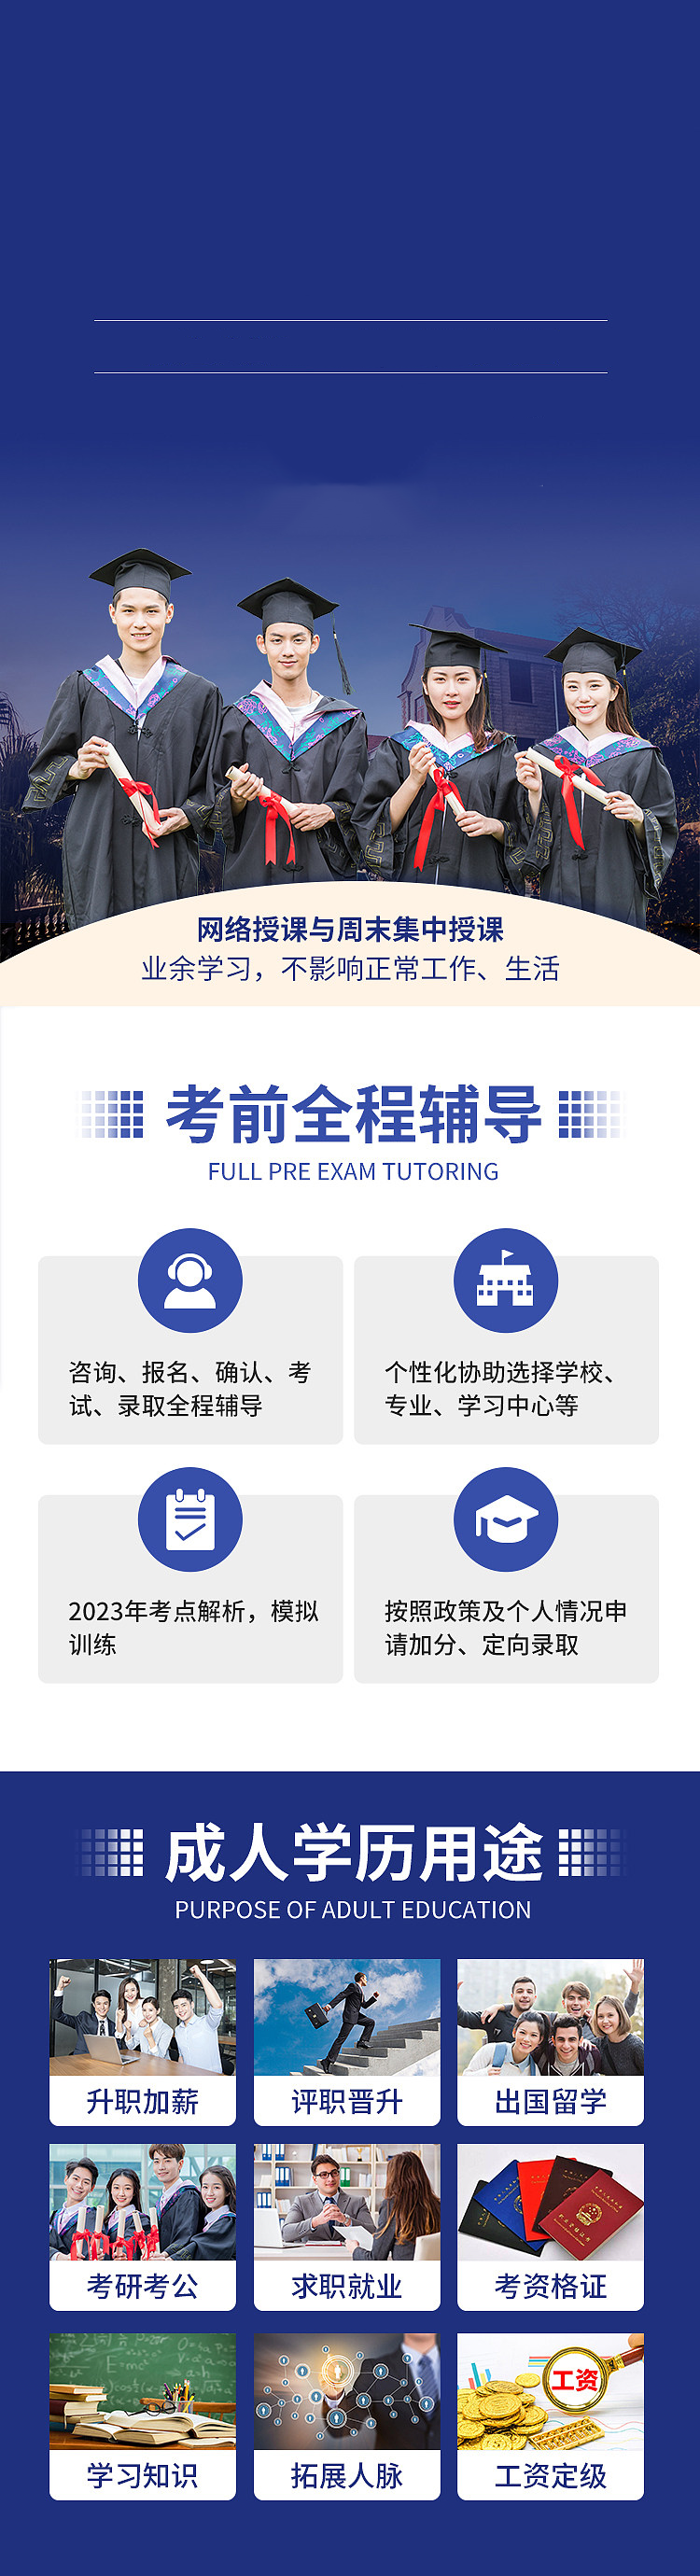 网络授课与周末集中授课
业余学习，不影响正常工作、生活
考前全程辅导
FULL PRE EXAM TUTORING
咨询、报名、确认、考
试、录取全程辅导
个性化协助选择学校、
专业、学习中心等
2023年考点解析，模拟
训练
按照政策及个人情况申
请加分、定向录取
成人学历用途
PURPOSE OF ADULT EDUCATION
升职加薪
评职晋升
出国留学
考研考公
求职就业
考资格证
工资
学习知识
拓展人脉
工资定级